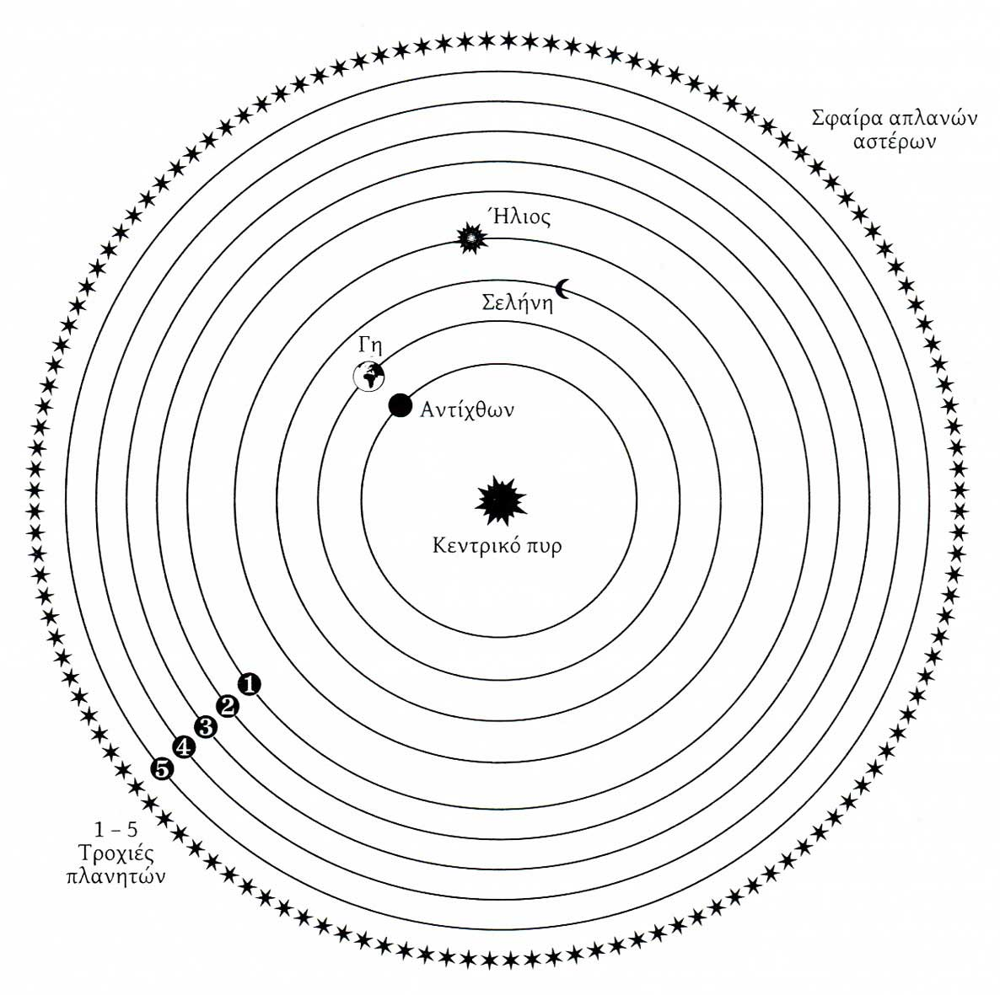 Σφαίρα απλανών
αστέρων
Ήλιος
Σελήνη
Γη
Αντίχθων
Κεντρικό πυρ
1
2
3
4
5
1 – 5
Τροχιές
πλανητών